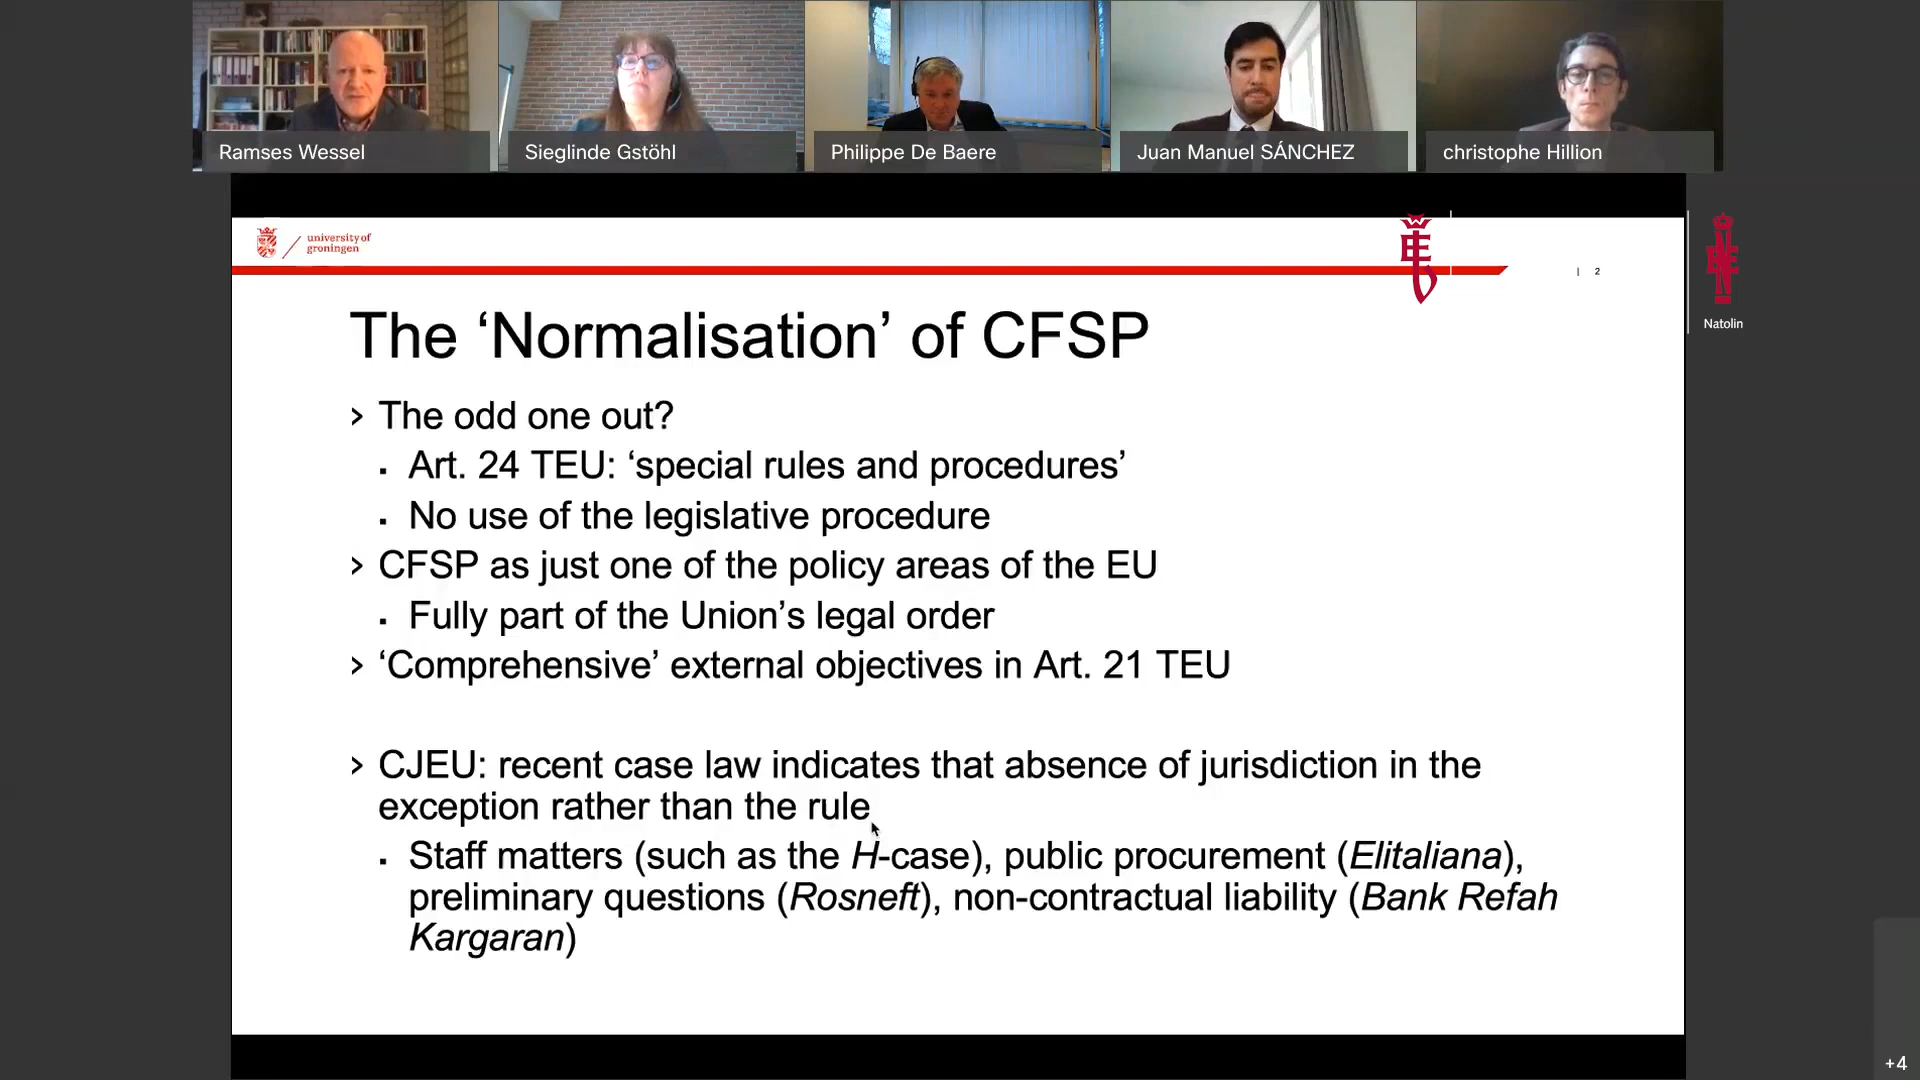 Ramses Wessel
Sieglinde Gstöhl
Philippe De Baere
Juan Manuel SÁNCHEZ
christophe Hillion
university of
groningen
| 2
Natolin
The ‘Normalisation’ of CFSP
› The odd one out?
▪ Art. 24 TEU: ‘special rules and procedures’
▪ No use of the legislative procedure
› CFSP as just one of the policy areas of the EU
▪ Fully part of the Union’s legal order
› ‘Comprehensive’ external objectives in Art. 21 TEU
› CJEU: recent case law indicates that absence of jurisdiction in the
exception rather than the rule
▪ Staff matters (such as the H-case), public procurement (Elitaliana),
preliminary questions (Rosneft), non-contractual liability (Bank Refah
Kargaran)
+4